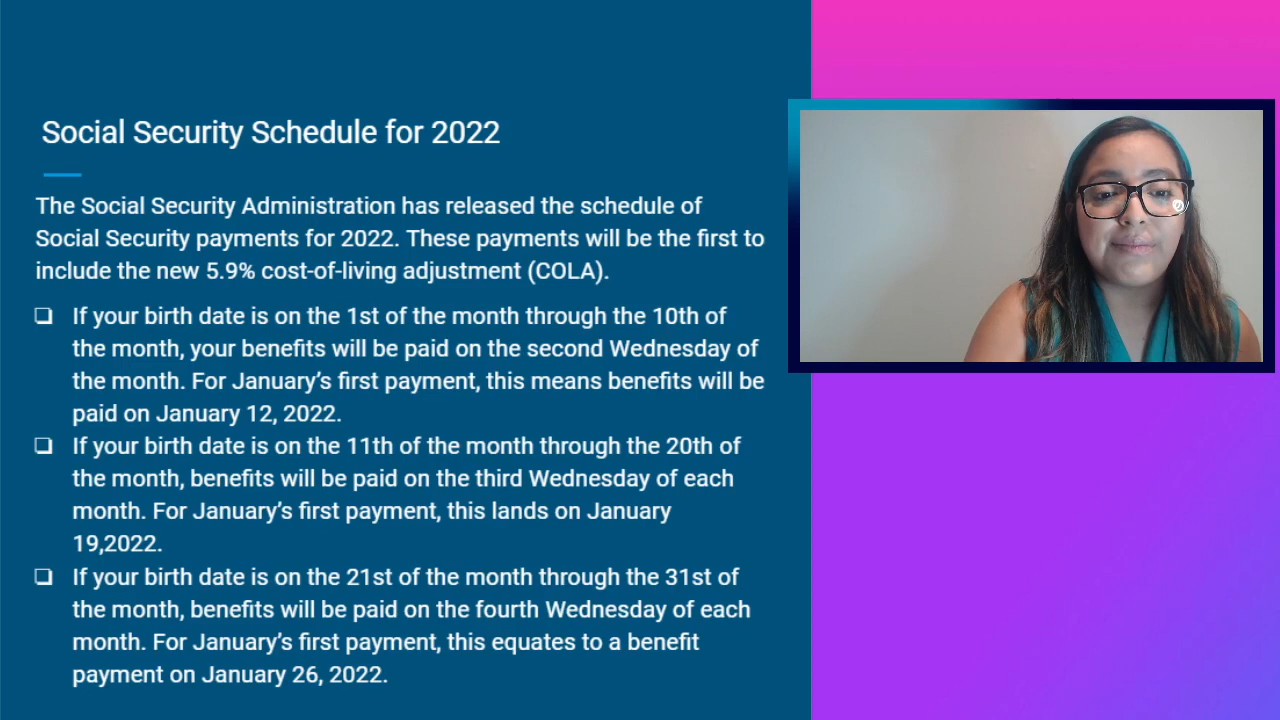 Social Security Schedule for 2022
The Social Security Administration has released the schedule of
Social Security payments for 2022. These payments will be the first to
include the new 5.9% cost-of-living adjustment (COLA).
❏ If your birth date is on the 1st of the month through the 10th of
the month, your benefits will be paid on the second Wednesday of
the month. For January’s first payment, this means benefits will be
paid on January 12, 2022.
❏ If your birth date is on the 11th of the month through the 20th of
the month, benefits will be paid on the third Wednesday of each
month. For January’s first payment, this lands on January
19,2022.
❏ If your birth date is on the 21st of the month through the 31st of
the month, benefits will be paid on the fourth Wednesday of each
month. For January’s first payment, this equates to a benefit
payment on January 26, 2022.